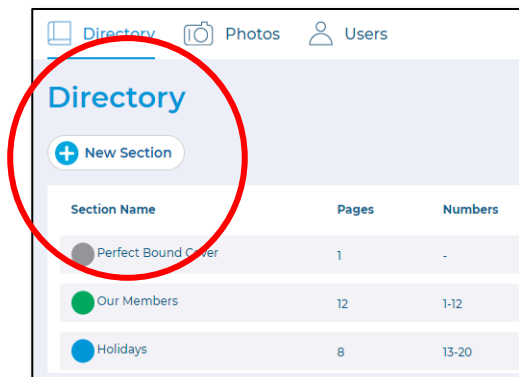 Directory Photos Users
Directory
New Section
Section Name Pages Numbers
Perfect Bound Cover 1 -
Our Members 12 1-12
Holidays 8 13-20